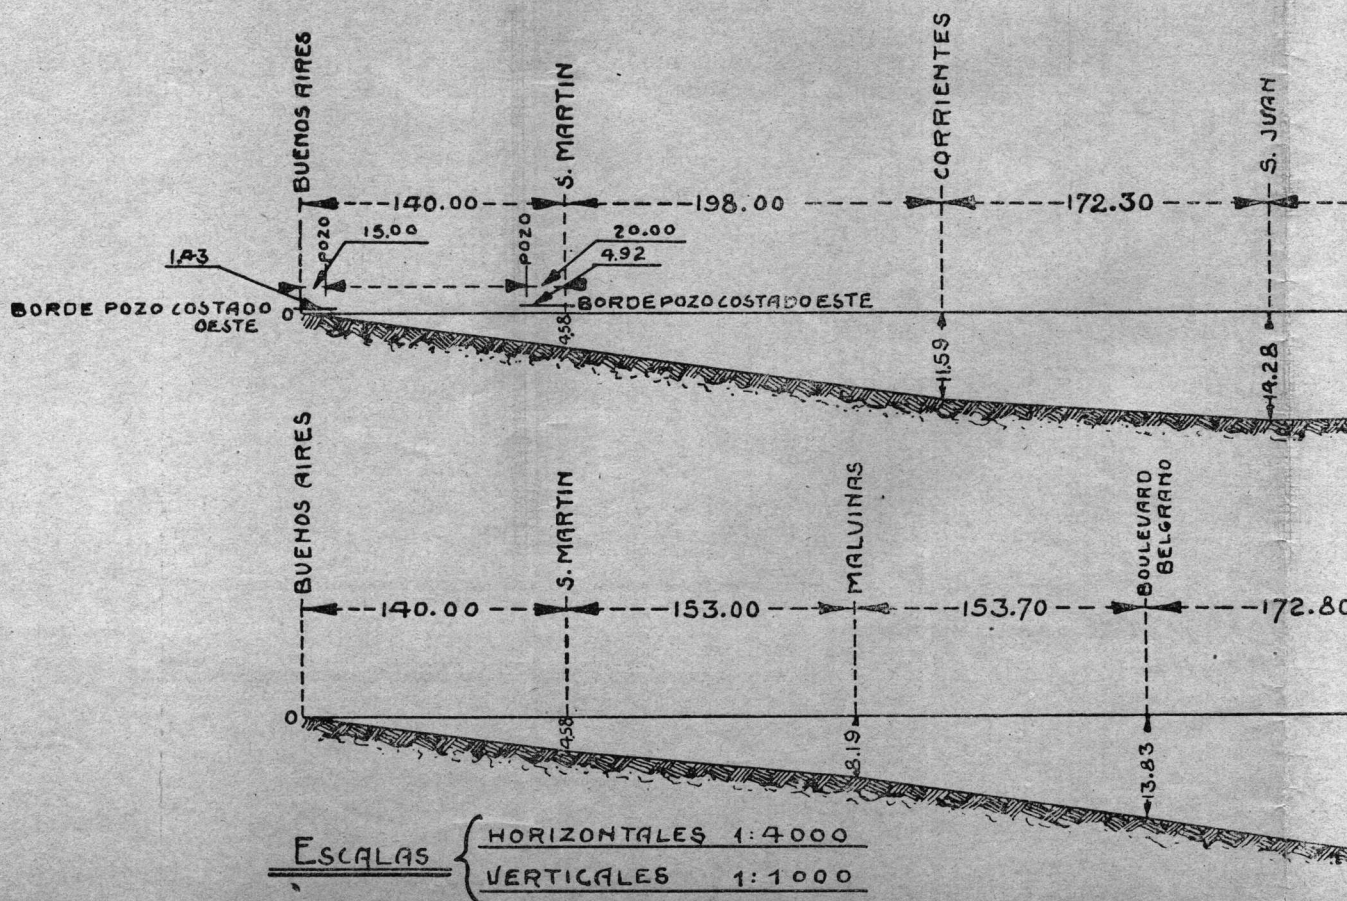 BUENOS AIRES
S. MARTIN
CORRIENTES
S. JUAN
140.00
198.00
172.30
POZO
15.00
POZO
20.00
4.92
1.43
BORDE POZO COSTADO
OESTE
0
BORDE POZO COSTADO ESTE
4.58
11.59
14.28
BUENOS AIRES
S. MARTIN
MALVINAS
BOULEVARD
BELGRANO
140.00
153.00
153.70
172.80
0
4.58
8.19
13.83
ESCALAS
HORIZONTALES 1:4000
VERTICALES 1:1000